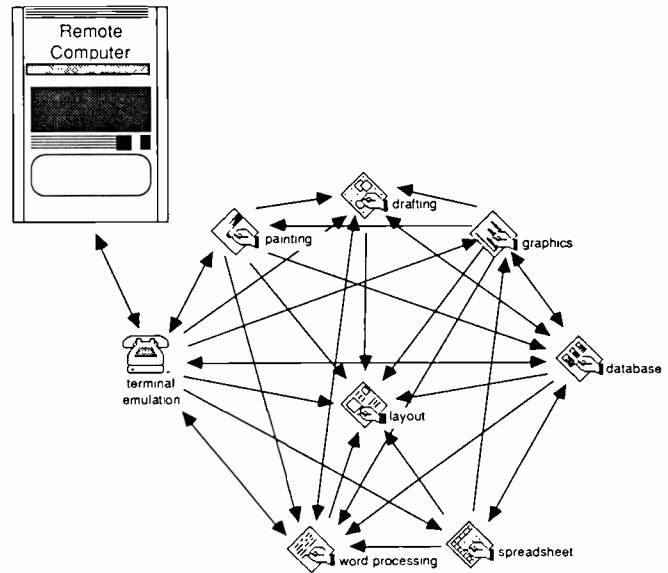 Remote
Computer
drafting
painting
graphics
terminal
emulation
database
layout
word processing
spreadsheet